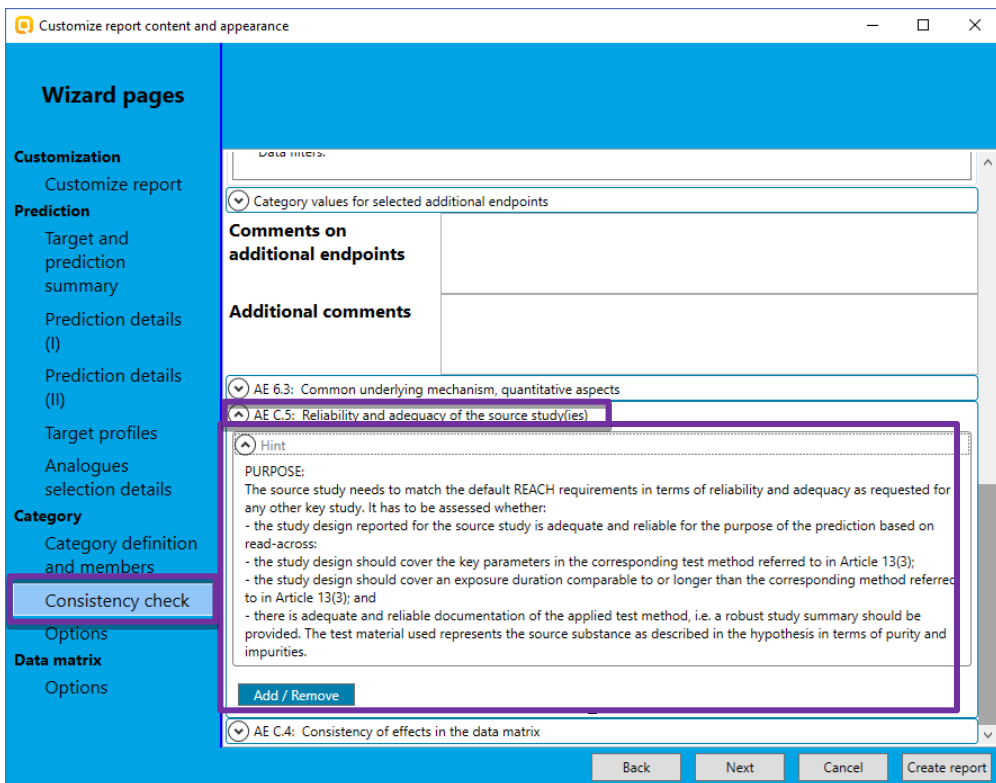 Customize report content and appearance
Wizard pages
Customization
Customize report
Prediction
Target and
prediction
summary
Prediction details
(I)
Prediction details
(II)
Target profiles
Analogues
selection details
Category
Category definition
and members
Consistency check
Options
Data matrix
Options
Data filters:
Category values for selected additional endpoints
Comments on
additional endpoints
Additional comments
AE 6.3: Common underlying mechanism, quantitative aspects
AE C.5: Reliability and adequacy of the source study(ies)
Hint
PURPOSE:
The source study needs to match the default REACH requirements in terms of reliability and adequacy as requested for
any other key study. It has to be assessed whether:
- the study design reported for the source study is adequate and reliable for the purpose of the prediction based on
read-across:
- the study design should cover the key parameters in the corresponding test method referred to in Article 13(3);
- the study design should cover an exposure duration comparable to or longer than the corresponding method referred
to in Article 13(3); and
- there is adequate and reliable documentation of the applied test method, i.e. a robust study summary should be
provided. The test material used represents the source substance as described in the hypothesis in terms of purity and
impurities.
Add / Remove
AE C.4: Consistency of effects in the data matrix
Back
Next
Cancel
Create report